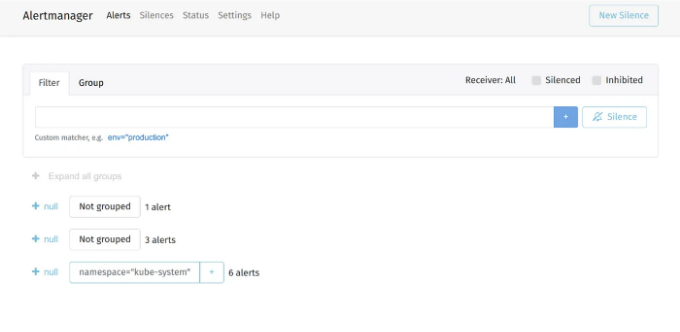 Alertmanager Alerts Silences Status Settings Help New Silence
Filter Group Receiver: All Silenced Inhibited
+ Silence
Custom matcher, e.g. env="production"
+ Expand all groups
+ null Not grouped 1 alert
+ null Not grouped 3 alerts
+ null namespace="kube-system" + 6 alerts